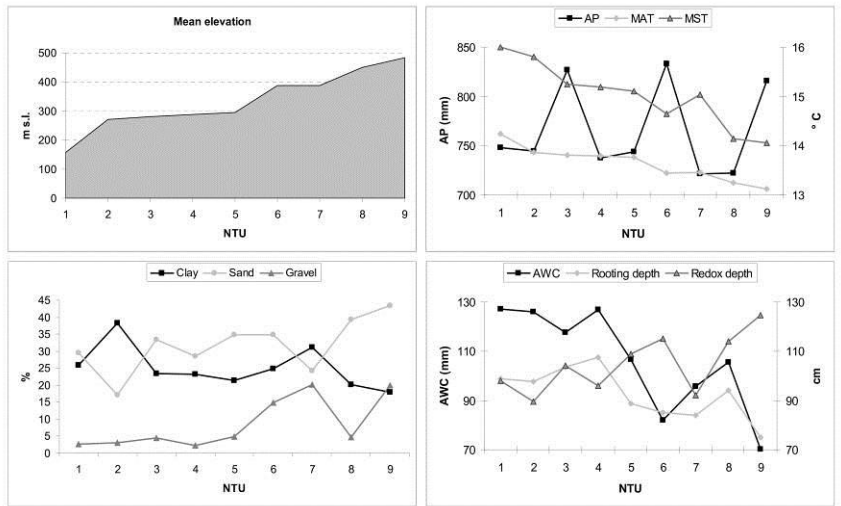 Mean elevation
500
400
300
200
100
0
m s.l.
1 2 3 4 5 6 7 8 9
NTU
AP MAT MST
850
800
750
700
AP (mm)
16
15
14
13
° C
1 2 3 4 5 6 7 8 9
NTU
Clay Sand Gravel
45
40
35
30
25
20
15
10
5
0
%
1 2 3 4 5 6 7 8 9
NTU
AWC Rooting depth Redox depth
130
110
90
70
AWC (mm)
130
110
90
70
cm
1 2 3 4 5 6 7 8 9
NTU